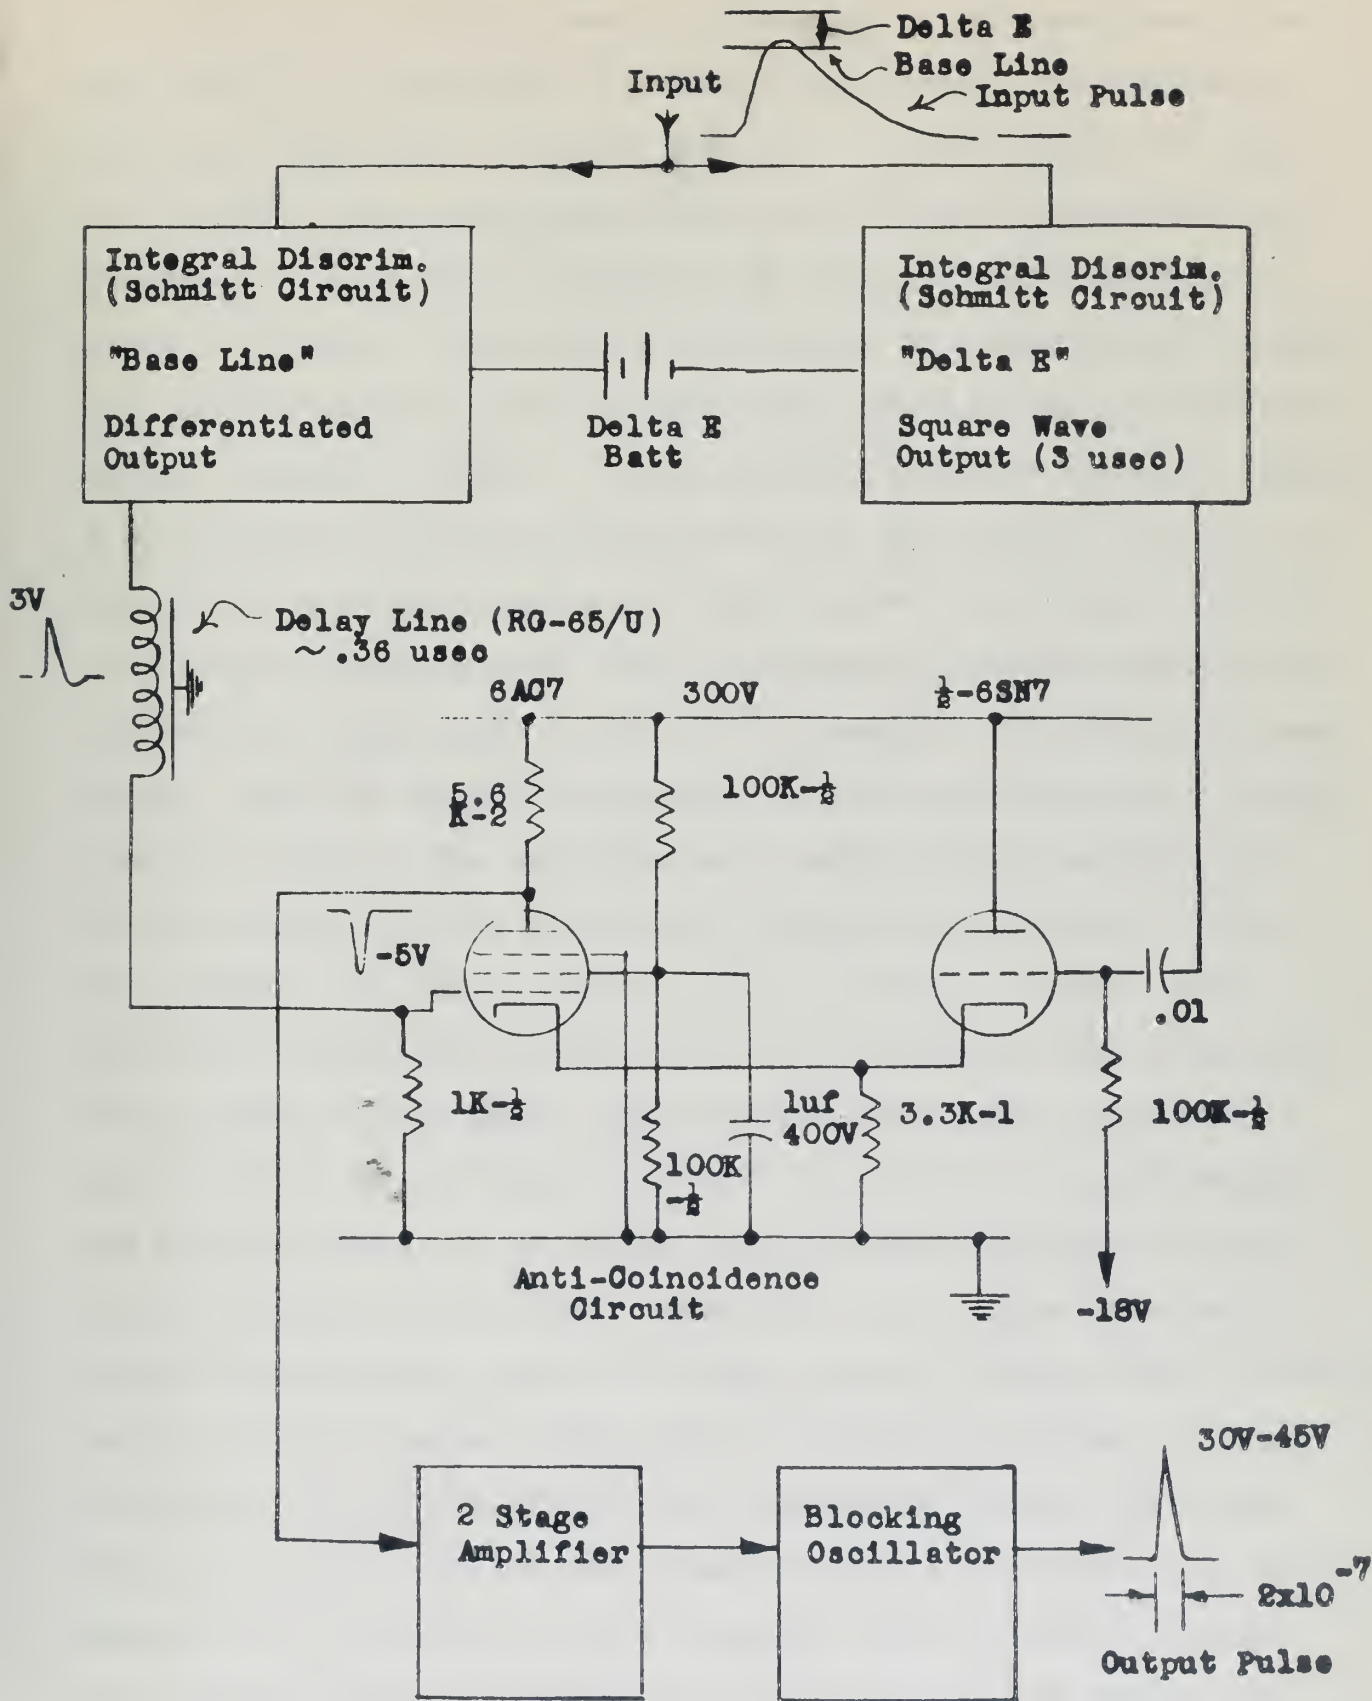 Delta E
Base Line
Input Pulse
Input
Integral Discrim.
(Schmitt Circuit)
"Base Line"
Differentiated
Output
Delta E
Batt
Integral Discrim.
(Schmitt Circuit)
"Delta E"
Square Wave
Output (3 usec)
3V
Delay Line (RG-65/U)
~ .36 usec
6AC7
300V
½-6SN7
5.6
K-2
100K-½
-5V
.01
1K-½
1uf
400V
3.3K-1
100K-½
100K
-½
Anti-Coincidence
Circuit
-18V
30V-45V
2 Stage
Amplifier
Blocking
Oscillator
2x10⁻⁷
Output Pulse